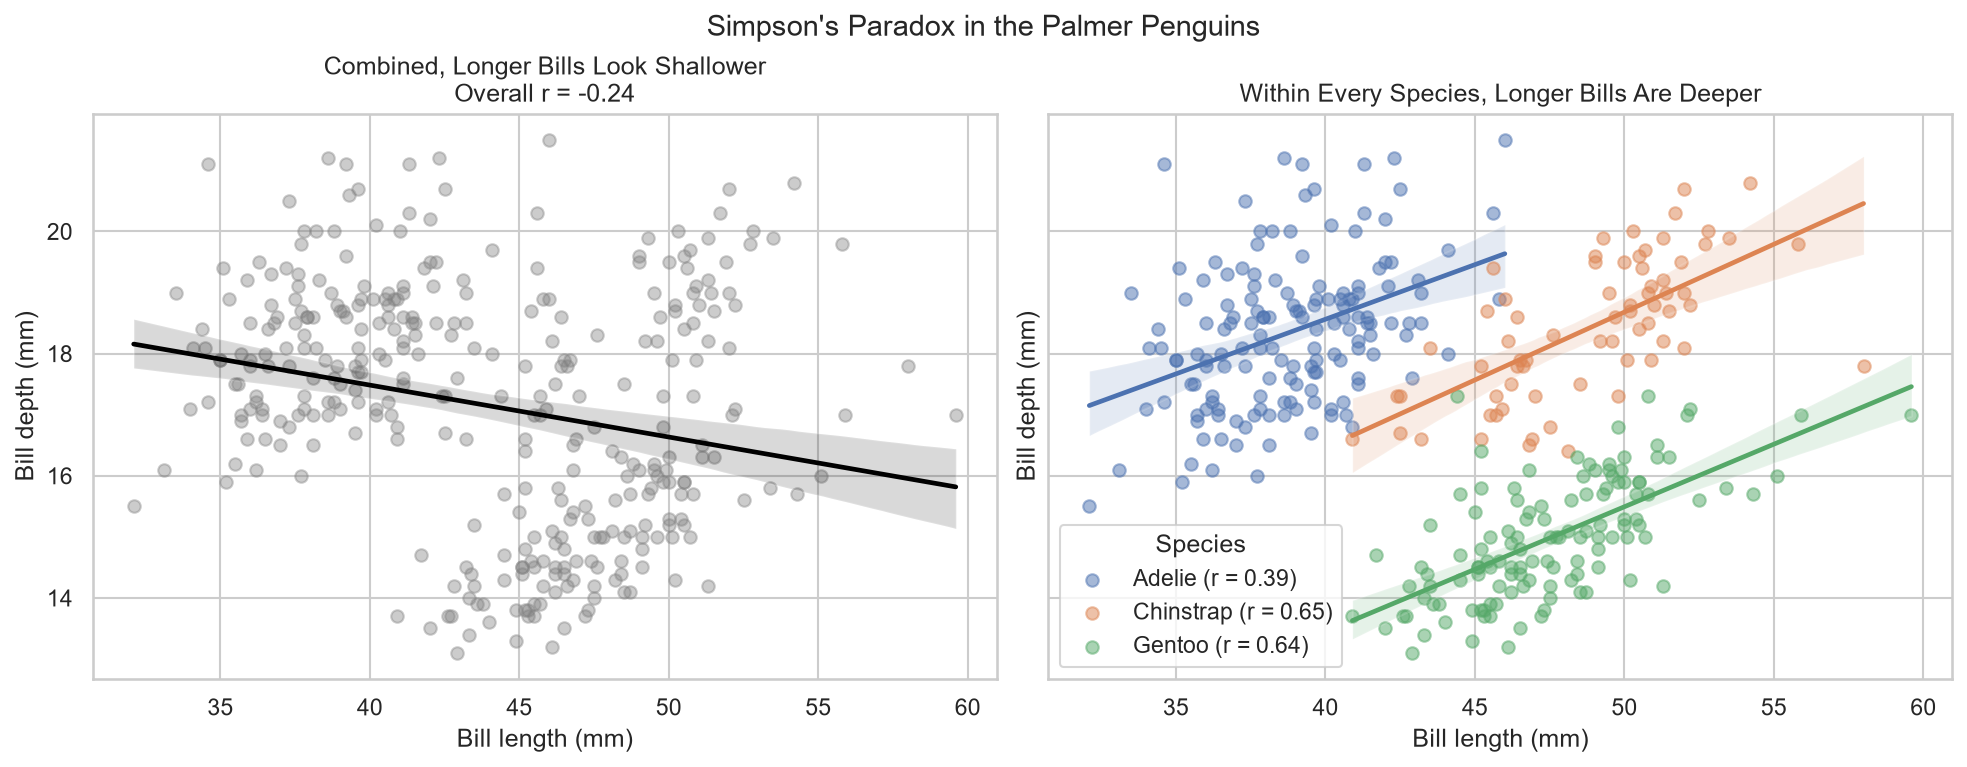 Simpson's Paradox in the Palmer Penguins
Combined, Longer Bills Look Shallower
Overall r = -0.24
Bill depth (mm)
20
18
16
14
35
40
45
50
55
60
Bill length (mm)
Within Every Species, Longer Bills Are Deeper
Bill depth (mm)
Species
Adelie (r = 0.39)
Chinstrap (r = 0.65)
Gentoo (r = 0.64)
35
40
45
50
55
60
Bill length (mm)